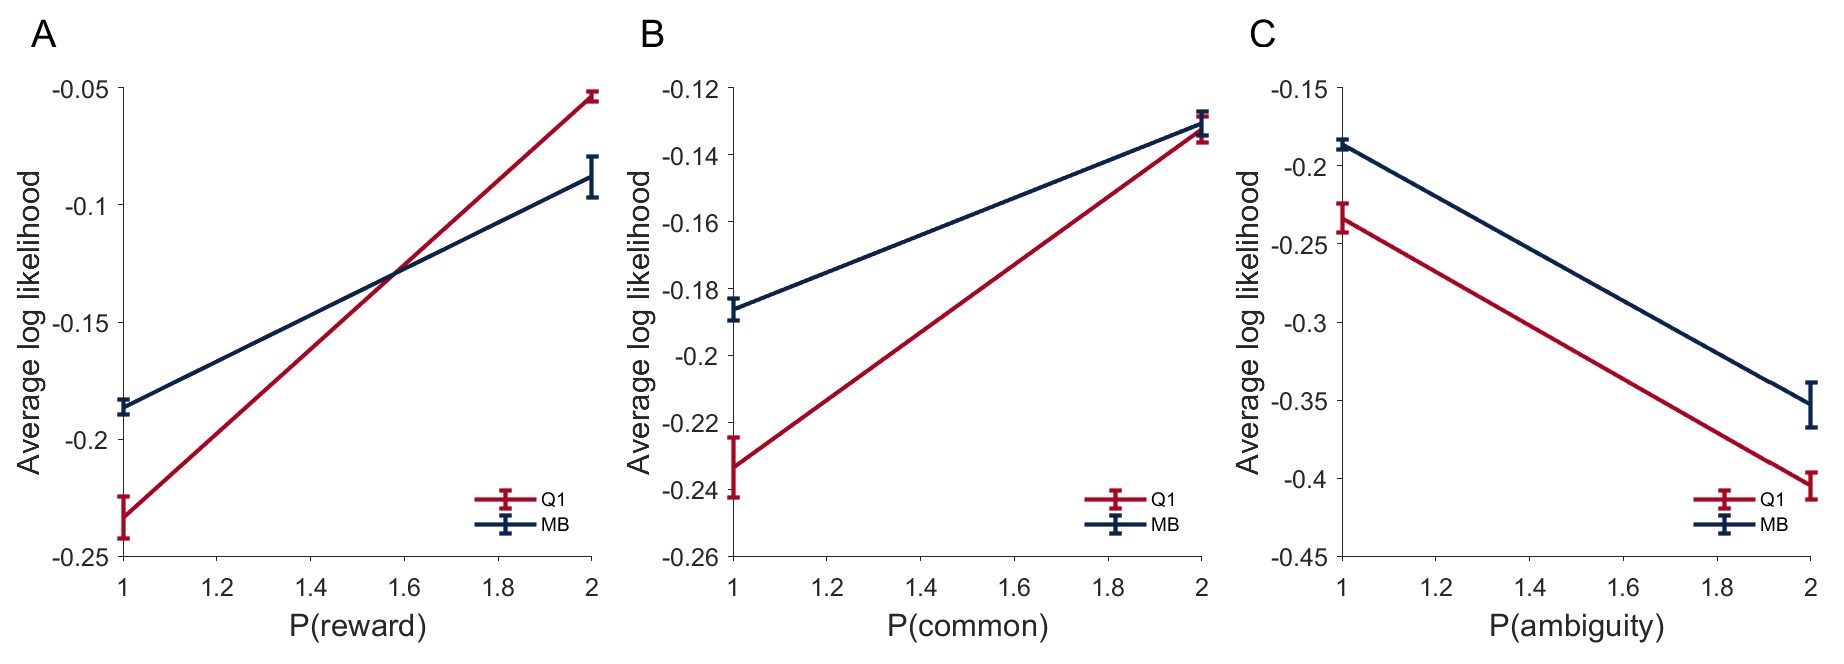 A
Average log likelihood
-0.05
-0.1
-0.15
-0.2
-0.25
1 1.2 1.4 1.6 1.8 2
P(reward)
Q1
MB
B
Average log likelihood
-0.12
-0.14
-0.16
-0.18
-0.2
-0.22
-0.24
-0.26
1 1.2 1.4 1.6 1.8 2
P(common)
Q1
MB
C
Average log likelihood
-0.15
-0.2
-0.25
-0.3
-0.35
-0.4
-0.45
1 1.2 1.4 1.6 1.8 2
P(ambiguity)
Q1
MB